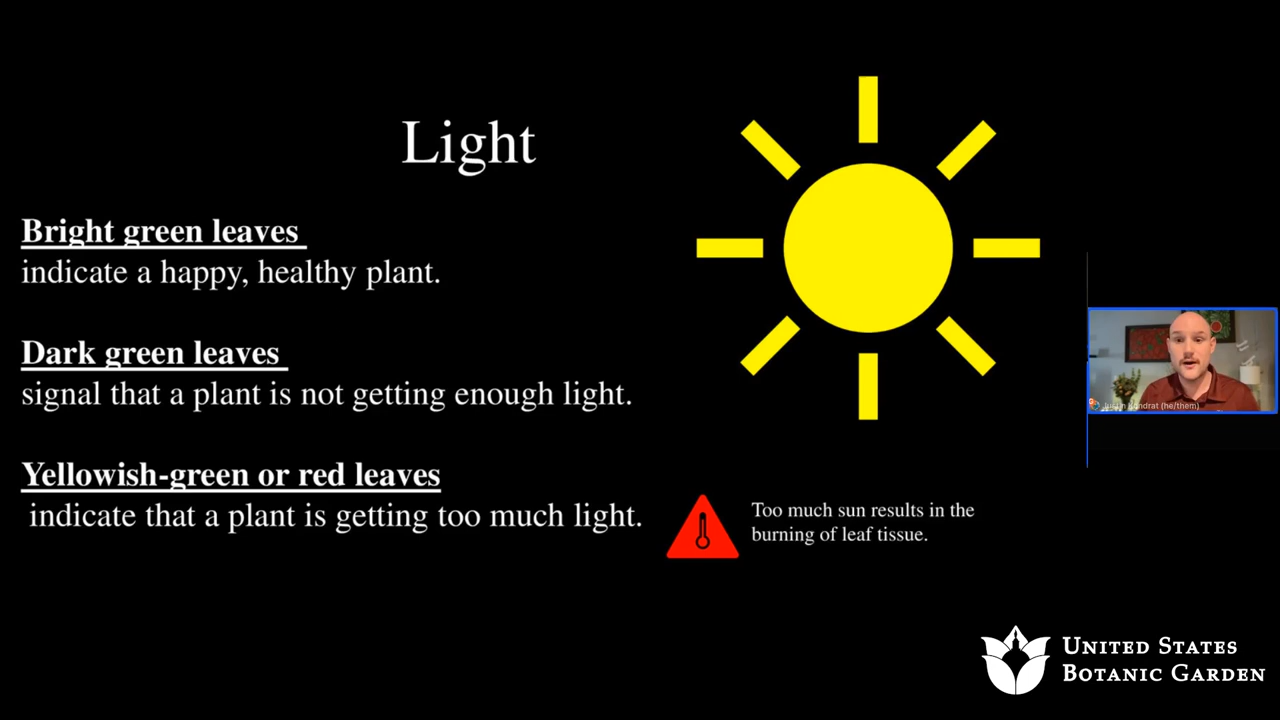 Light
Bright green leaves
indicate a happy, healthy plant.
Dark green leaves
signal that a plant is not getting enough light.
Yellowish-green or red leaves
indicate that a plant is getting too much light.
Too much sun results in the
burning of leaf tissue.
(he/them)
UNITED STATES
BOTANIC GARDEN